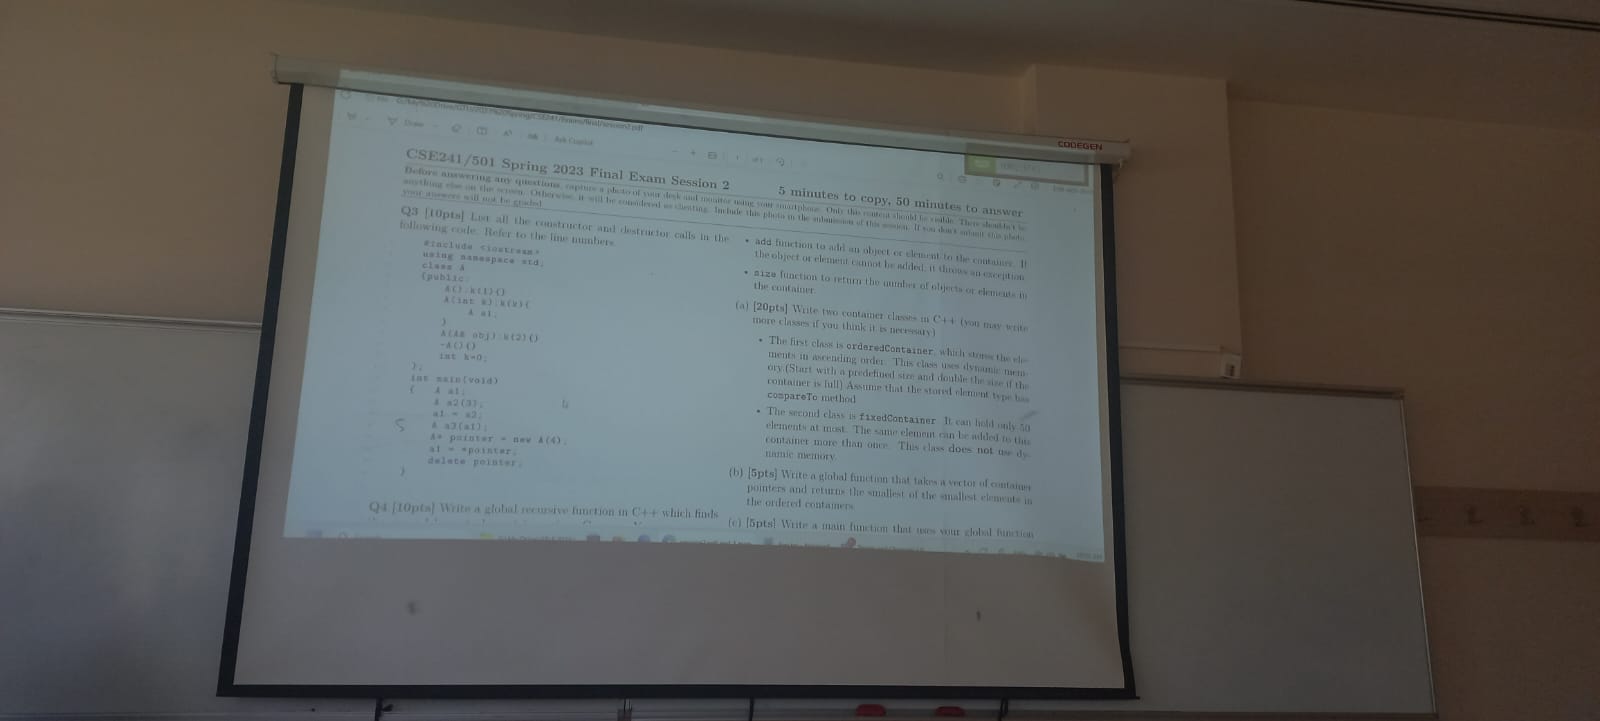 CODEGEN
Draw
Ask Copilot
CSE241/501 Spring 2023 Final Exam Session 2
5 minutes to copy, 50 minutes to answer
Before answering any questions, capture a photo of your desk and monitor using your smartphone. Only this content should be visible. There shouldn't be
anything else on the screen. Otherwise, it will be considered as cheating. Include this photo in the submission of this session. If you don't submit this photo,
your answers will not be graded.
Q3 [10pts] List all the constructor and destructor calls in the
following code. Refer to the line numbers.
#include <iostream>
using namespace std;
class A
{public:
A():k(1){}
A(int k):k(k){
A a1;
}
A(A& obj):k(2){}
~A(){}
int k=0;
};
int main(void)
{ A a1;
A a2(3);
a1 = a2;
A a3(a1);
A* pointer = new A(4);
a1 = *pointer;
delete pointer;
}
Q4 [10pts] Write a global recursive function in C++ which finds
• add function to add an object or element to the container. If
the object or element cannot be added, it throws an exception
• size function to return the number of objects or elements in
the container
(a) [20pts] Write two container classes in C++ (you may write
more classes if you think it is necessary)
• The first class is orderedContainer, which stores the ele-
ments in ascending order. This class uses dynamic mem-
ory.(Start with a predefined size and double the size if the
container is full) Assume that the stored element type has
compareTo method
• The second class is fixedContainer. It can hold only 50
elements at most. The same element can be added to this
container more than once. This class does not use dy-
namic memory.
(b) [5pts] Write a global function that takes a vector of container
pointers and returns the smallest of the smallest elements in
the ordered containers
(c) [5pts] Write a main function that uses your global function